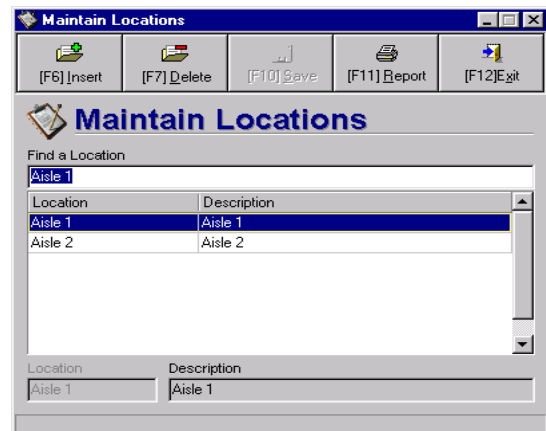 Maintain Locations
[F6] Insert [F7] Delete [F10] Save [F11] Report [F12]Exit
Maintain Locations
Find a Location
Aisle 1
Location Description
Aisle 1 Aisle 1
Aisle 2 Aisle 2
Location Description
Aisle 1 Aisle 1